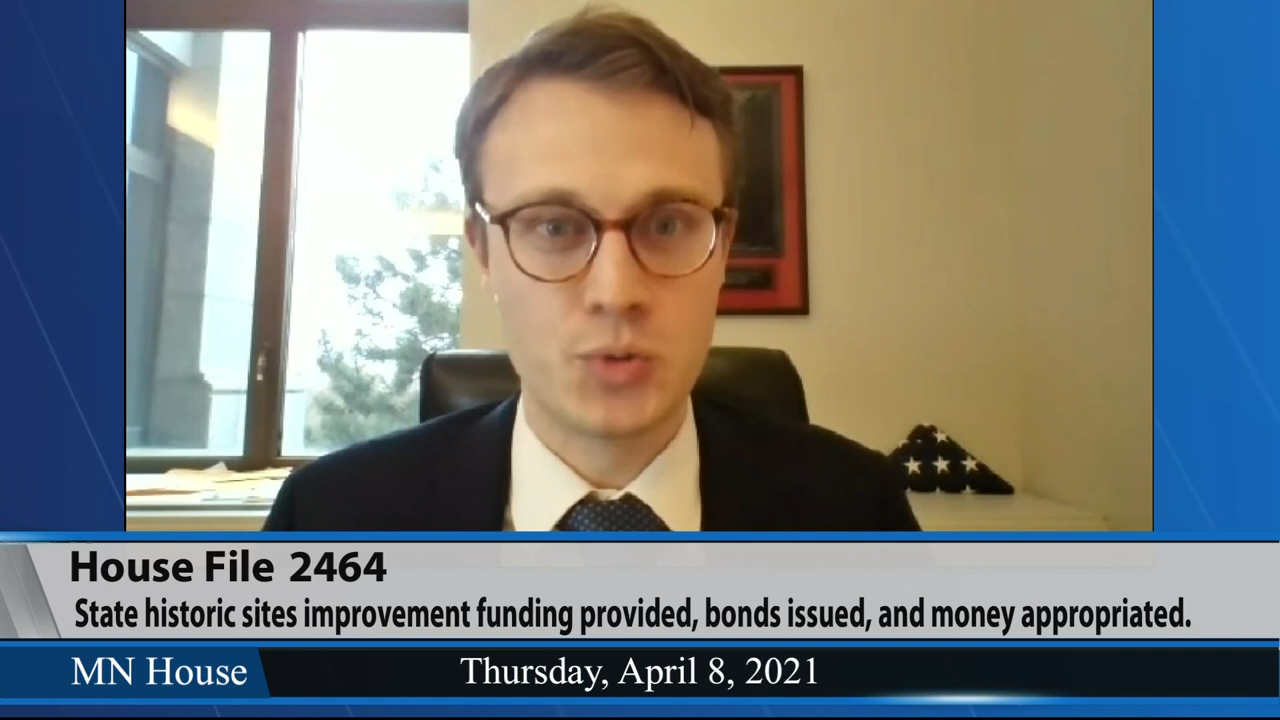 House File 2464
State historic sites improvement funding provided, bonds issued, and money appropriated.
MN House
Thursday, April 8, 2021